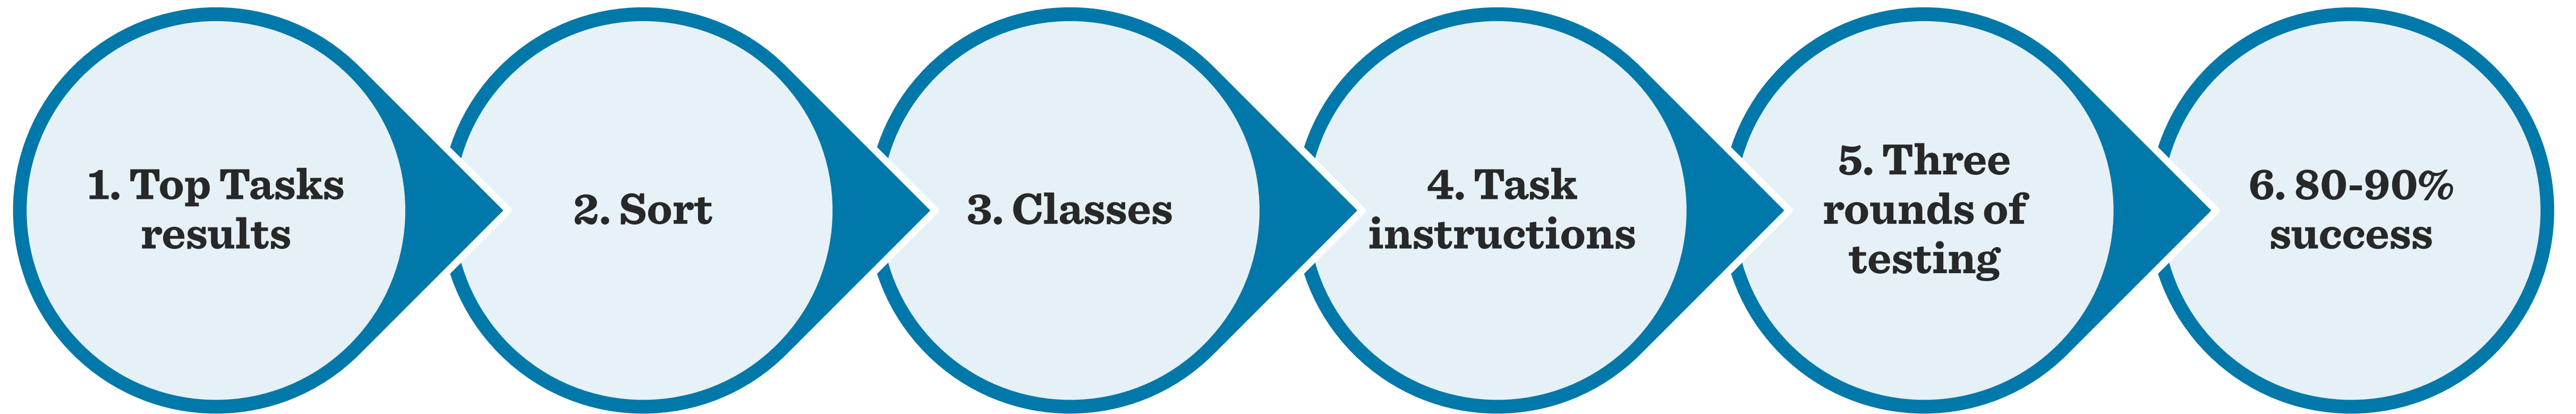 1. Top Tasks
results
2. Sort
3. Classes
4. Task
instructions
5. Three
rounds of
testing
6. 80-90%
success